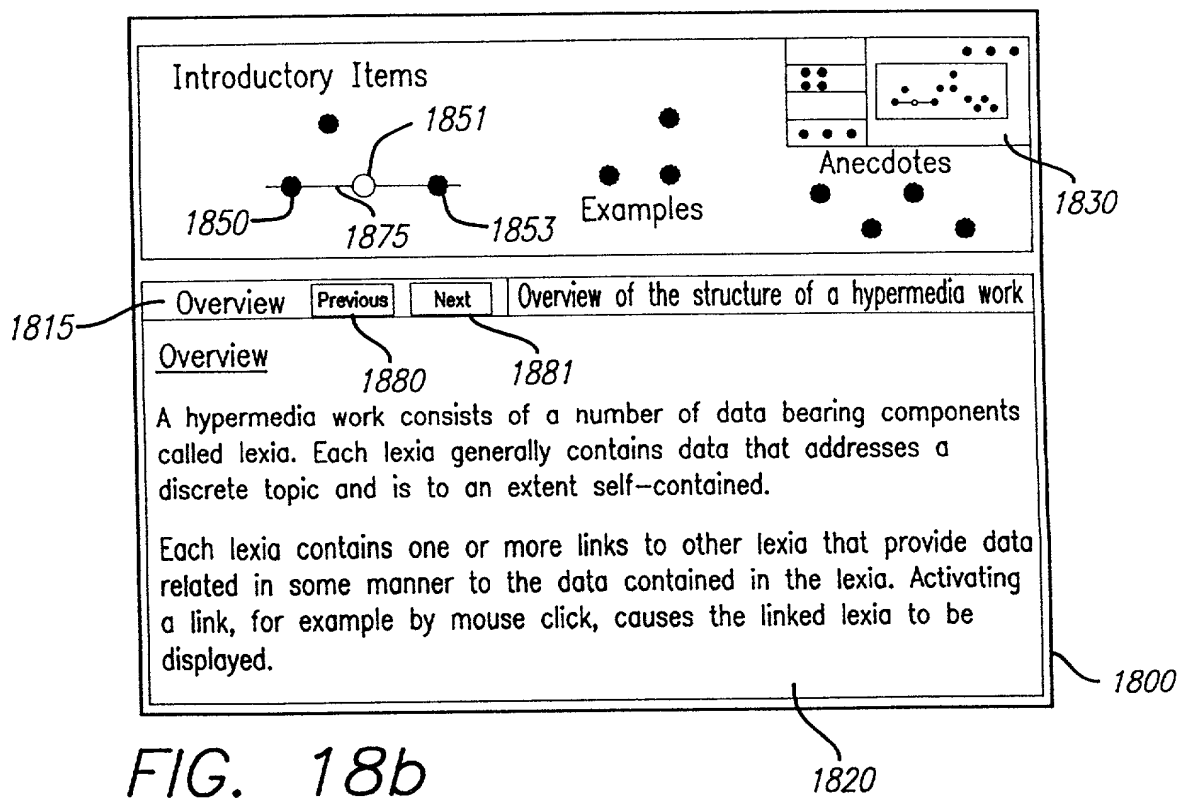 Introductory Items
1851
Anecdotes
1830
1850
1875
1853
Examples
1815
Overview
Previous
Next
Overview of the structure of a hypermedia work
Overview
1880
1881
A hypermedia work consists of a number of data bearing components
called lexia. Each lexia generally contains data that addresses a
discrete topic and is to an extent self-contained.
Each lexia contains one or more links to other lexia that provide data
related in some manner to the data contained in the lexia. Activating
a link, for example by mouse click, causes the linked lexia to be
displayed.
1800
1820
FIG. 18b